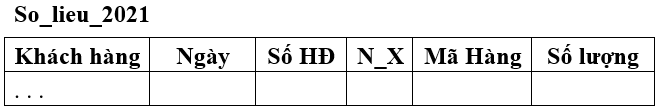 So_lieu_2021
Khách hàng Ngày Số HĐ N_X Mã Hàng Số lượng
. . .